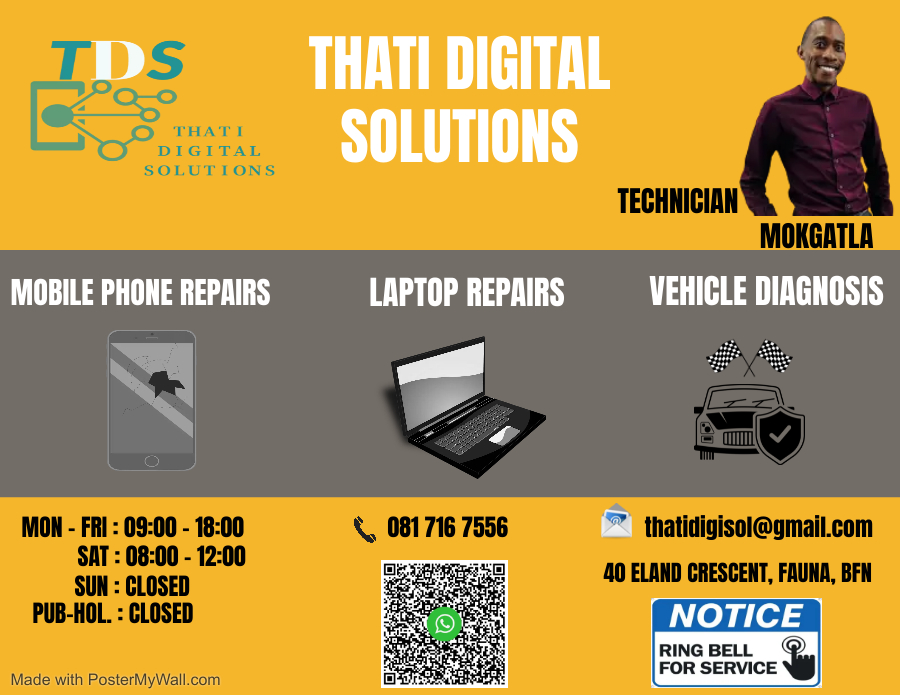 TDS
THATI
DIGITAL
SOLUTIONS
THATI DIGITAL
SOLUTIONS
TECHNICIAN
MOKGATLA
MOBILE PHONE REPAIRS
LAPTOP REPAIRS
VEHICLE DIAGNOSIS
MON - FRI : 09:00 - 18:00
SAT : 08:00 - 12:00
SUN : CLOSED
PUB-HOL. : CLOSED
081 716 7556
thatidigisol@gmail.com
40 ELAND CRESCENT, FAUNA, BFN
NOTICE
RING BELL
FOR SERVICE
Made with PosterMyWall.com